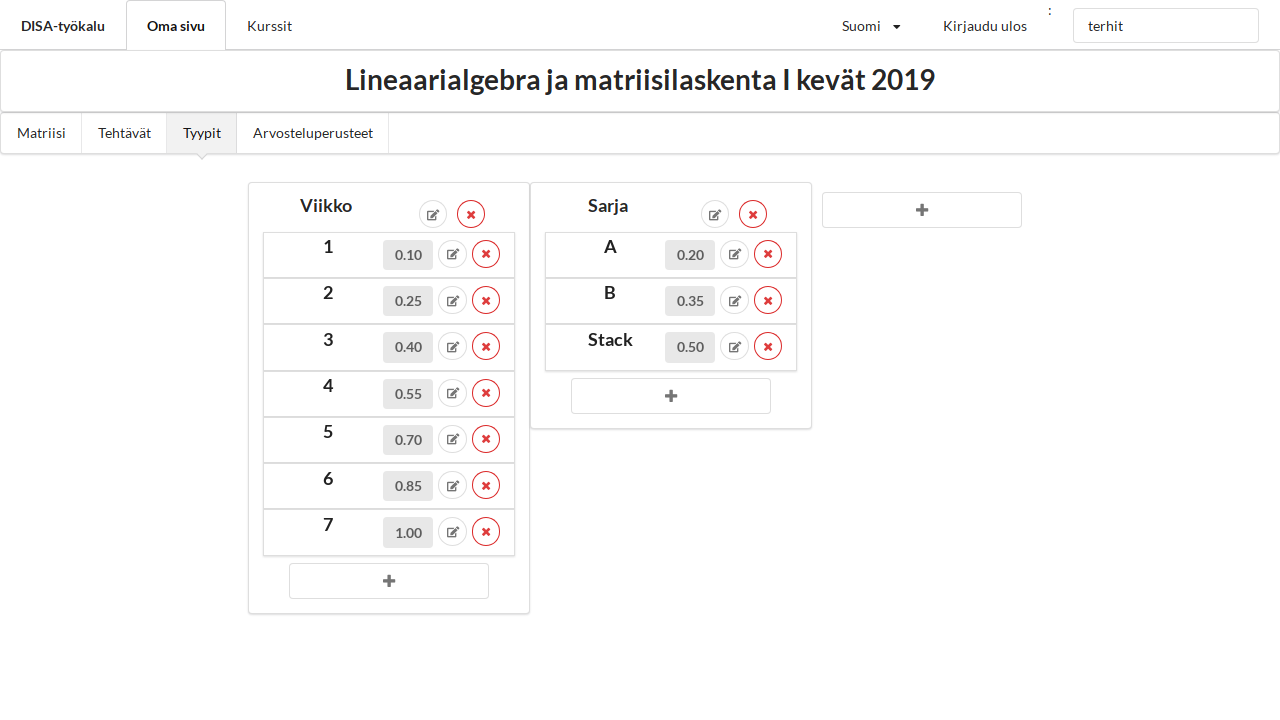 DISA-työkalu Oma sivu Kurssit Suomi Kirjaudu ulos : terhit
Lineaarialgebra ja matriisilaskenta I kevät 2019
Matriisi Tehtävät Tyypit Arvosteluperusteet
Viikko
1 0.10
2 0.25
3 0.40
4 0.55
5 0.70
6 0.85
7 1.00
Sarja
A 0.20
B 0.35
Stack 0.50